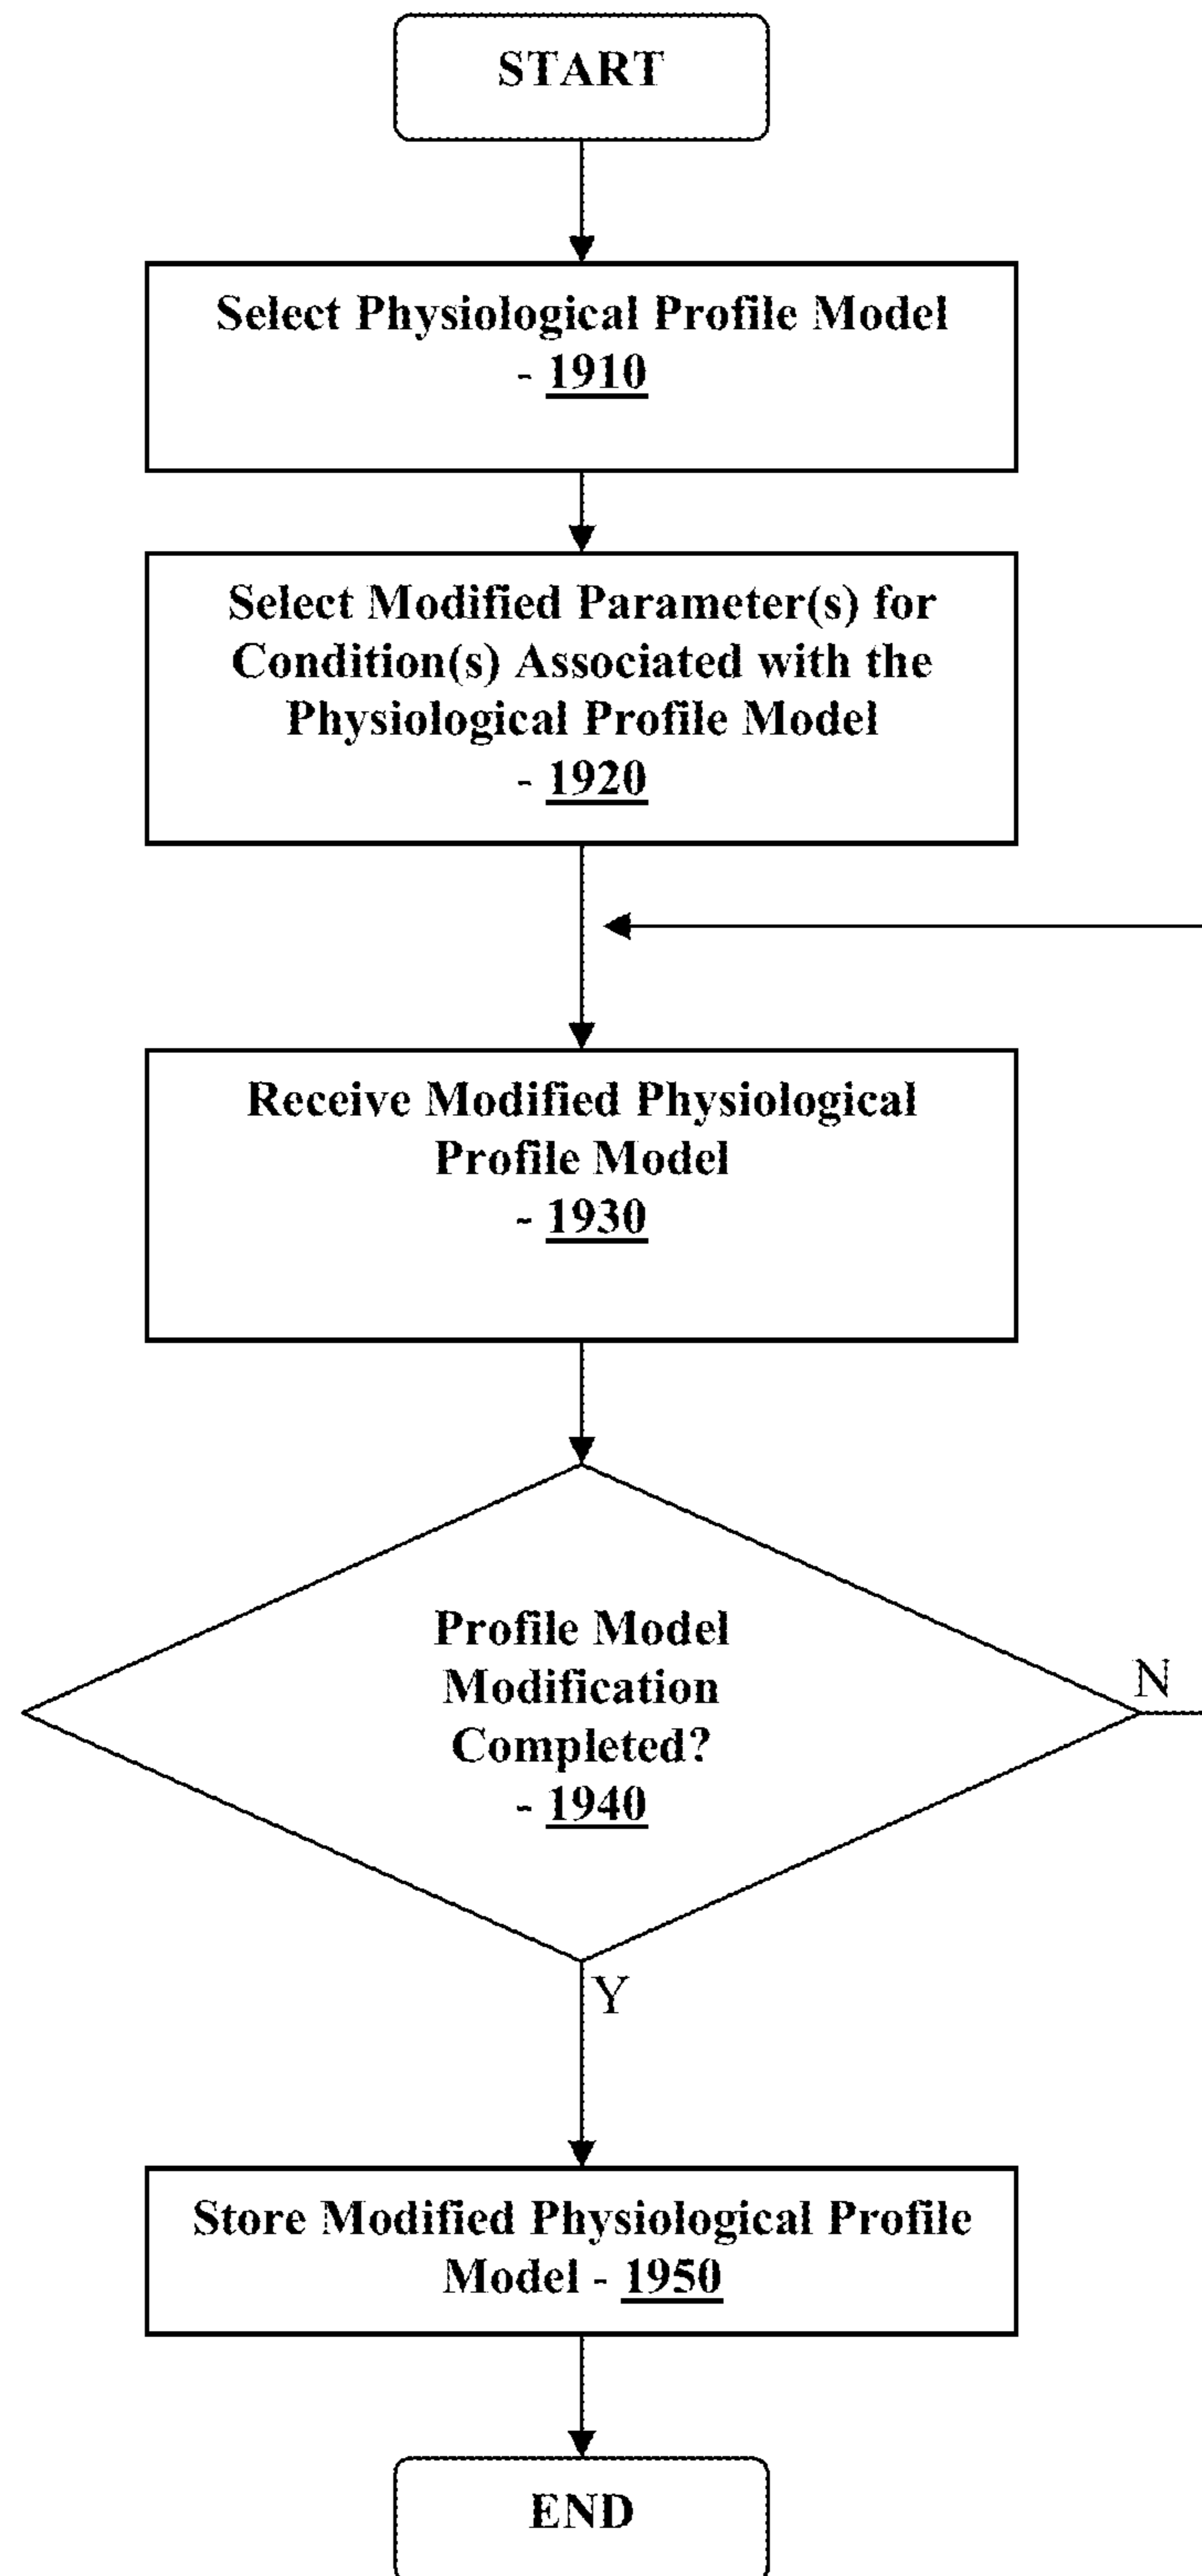 START
Select Physiological Profile Model
- 1910
Select Modified Parameter(s) for
Condition(s) Associated with the
Physiological Profile Model
- 1920
Receive Modified Physiological
Profile Model
- 1930
Profile Model
Modification
Completed?
- 1940
N
Y
Store Modified Physiological Profile
Model - 1950
END